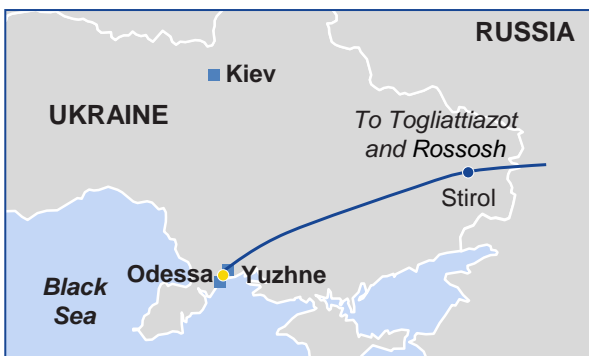 RUSSIA
Kiev
UKRAINE
To Togliattiazot
and Rossosh
Stirol
Odessa
Yuzhne
Black
Sea